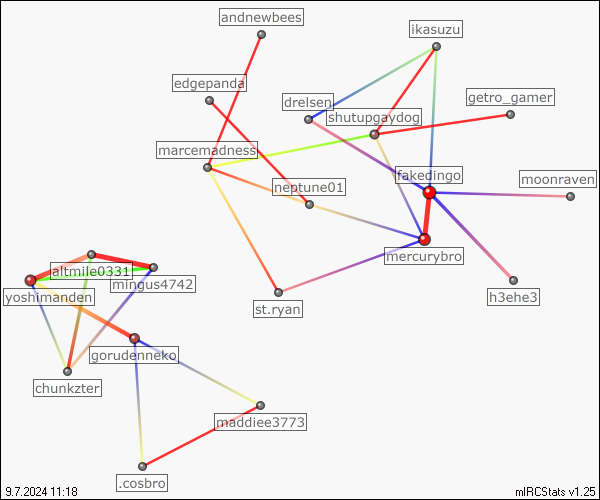 andnewbees
ikasuzu
edgepanda
getro_gamer
drelsen
shutupgaydog
marcemadness
fakedingo
moonraven
neptune01
mercurybro
altmile0331
mingus4742
yoshimanden
h3ehe3
st.ryan
gorudenneko
chunkzter
maddiee3773
.cosbro
9.7.2024 11:18
mIRCStats v1.25